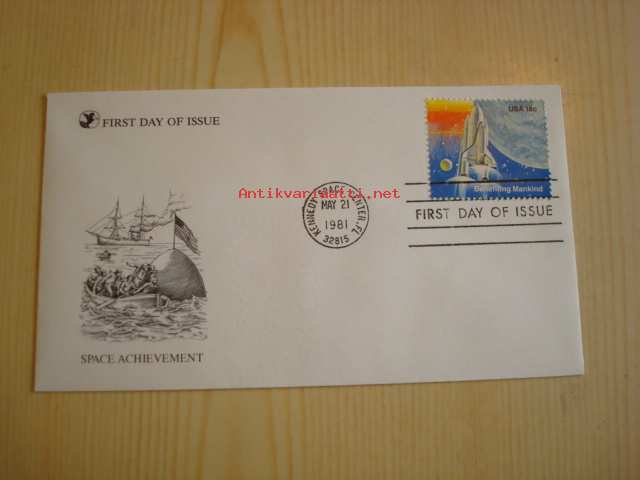 FIRST DAY OF ISSUE
USA 18c
Benefiting Mankind
Antikvariaatti.net
KENNEDY SPACE CENTER, FL
MAY 21
1981
32815
FIRST DAY OF ISSUE
SPACE ACHIEVEMENT